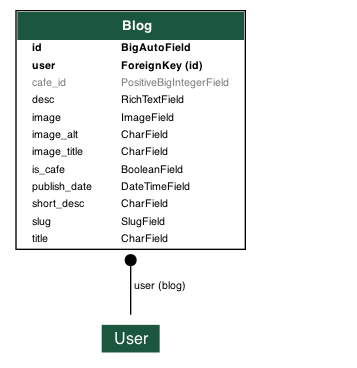 Blog
id BigAutoField
user ForeignKey (id)
cafe_id PositiveBigIntegerField
desc RichTextField
image ImageField
image_alt CharField
image_title CharField
is_cafe BooleanField
publish_date DateTimeField
short_desc CharField
slug SlugField
title CharField
user (blog)
User